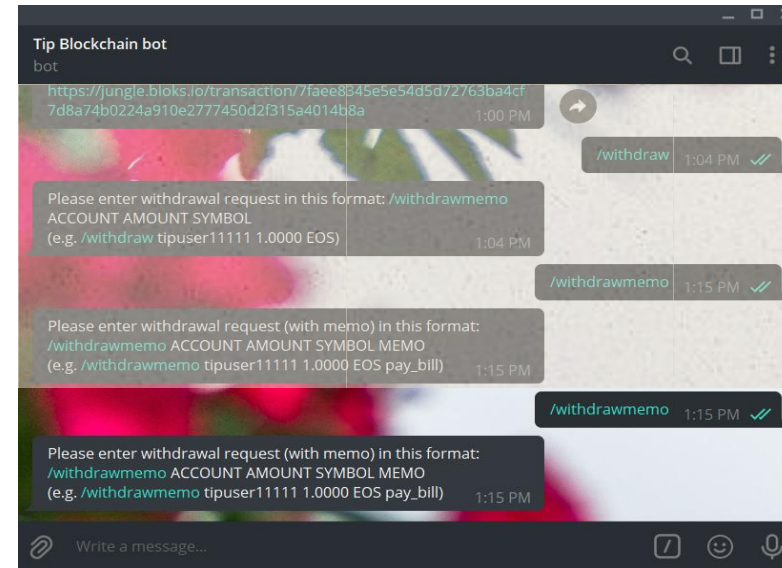 Tip Blockchain bot
bot
https://jungle.bloks.io/transaction/7faee8345e5e54d5d72763ba4cf
7d8a74b0224a910e2777450d2f315a4014b8a
1:00 PM
/withdraw 1:04 PM
Please enter withdrawal request in this format: /withdrawmemo
ACCOUNT AMOUNT SYMBOL
(e.g. /withdraw tipuser11111 1.0000 EOS) 1:04 PM
/withdrawmemo 1:15 PM
Please enter withdrawal request (with memo) in this format:
/withdrawmemo ACCOUNT AMOUNT SYMBOL MEMO
(e.g. /withdrawmemo tipuser11111 1.0000 EOS pay_bill) 1:15 PM
/withdrawmemo 1:15 PM
Please enter withdrawal request (with memo) in this format:
/withdrawmemo ACCOUNT AMOUNT SYMBOL MEMO
(e.g. /withdrawmemo tipuser11111 1.0000 EOS pay_bill) 1:15 PM
Write a message...